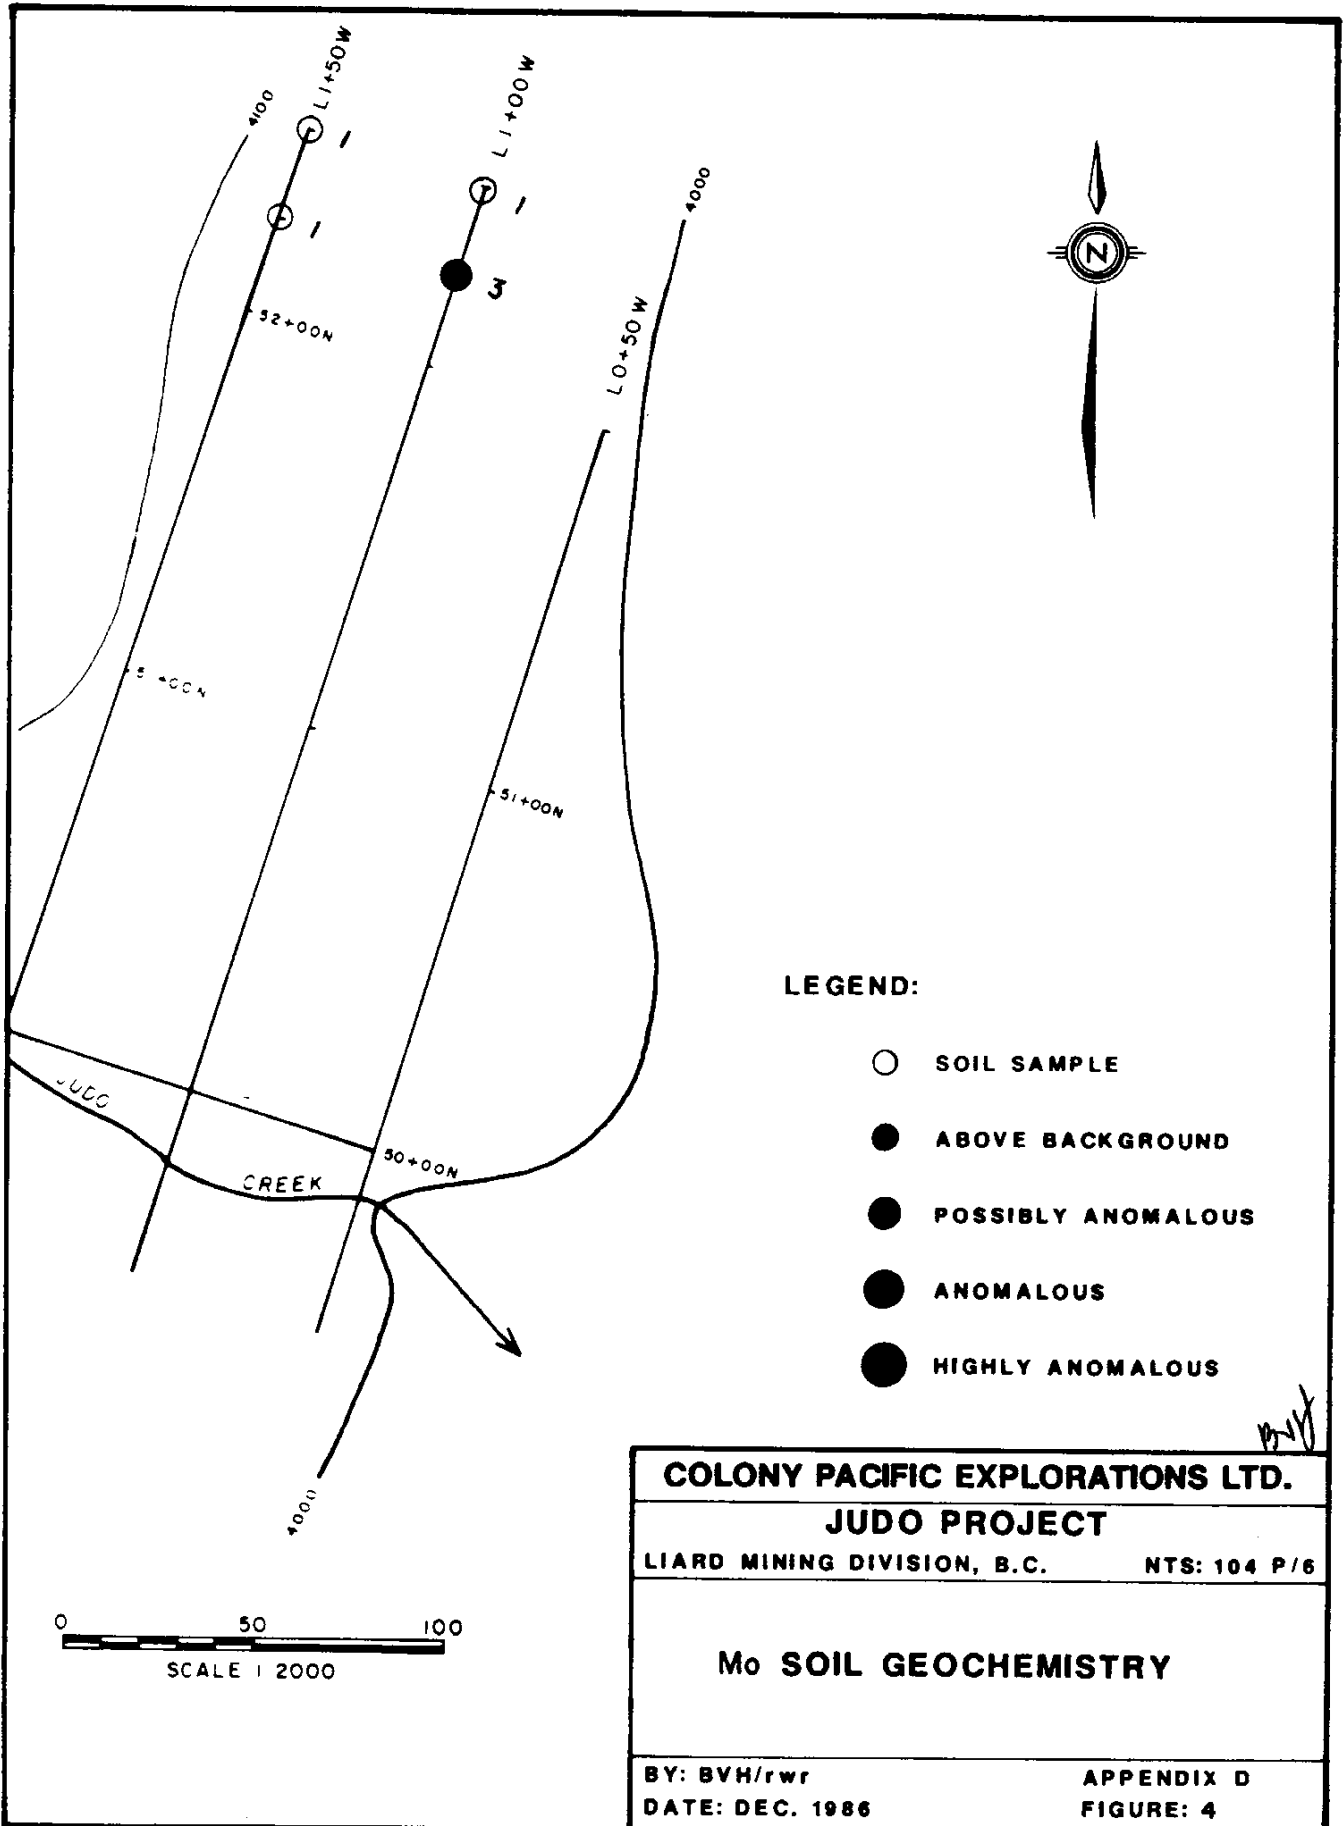 4100
L1+50W
1
1
L1+00W
1
3
4000
N
52+00N
L0+50W
51+00N
JUDO
CREEK
50+00N
4000
LEGEND:
SOIL SAMPLE
ABOVE BACKGROUND
POSSIBLY ANOMALOUS
ANOMALOUS
HIGHLY ANOMALOUS
BVH
COLONY PACIFIC EXPLORATIONS LTD.
JUDO PROJECT
LIARD MINING DIVISION, B.C. NTS: 104 P/6
Mo SOIL GEOCHEMISTRY
BY: BVH/rwr APPENDIX D
DATE: DEC. 1986 FIGURE: 4
0 50 100
SCALE 1 2000